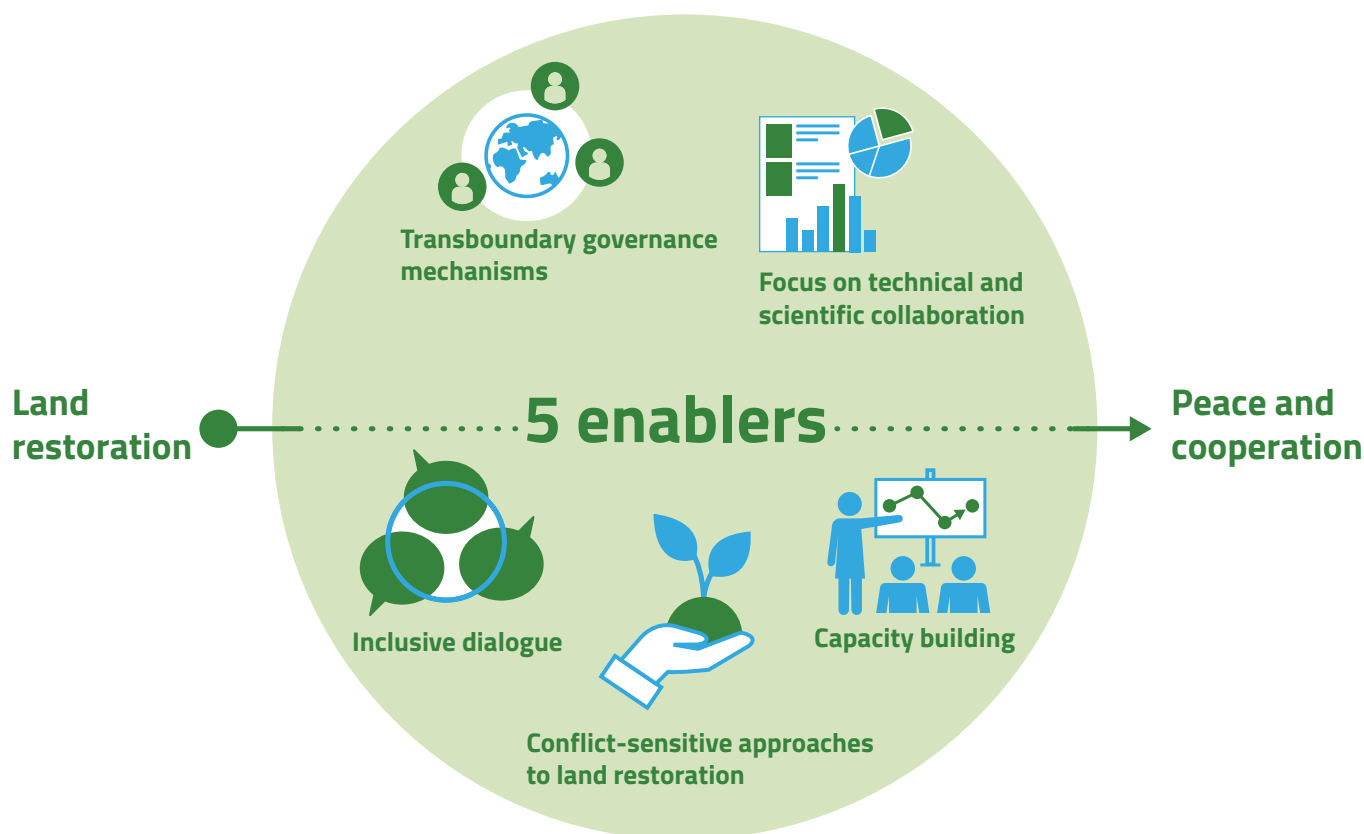 Transboundary governance
mechanisms
Focus on technical and
scientific collaboration
Land
restoration
5 enablers
Peace and
cooperation
Inclusive dialogue
Capacity building
Conflict-sensitive approaches
to land restoration